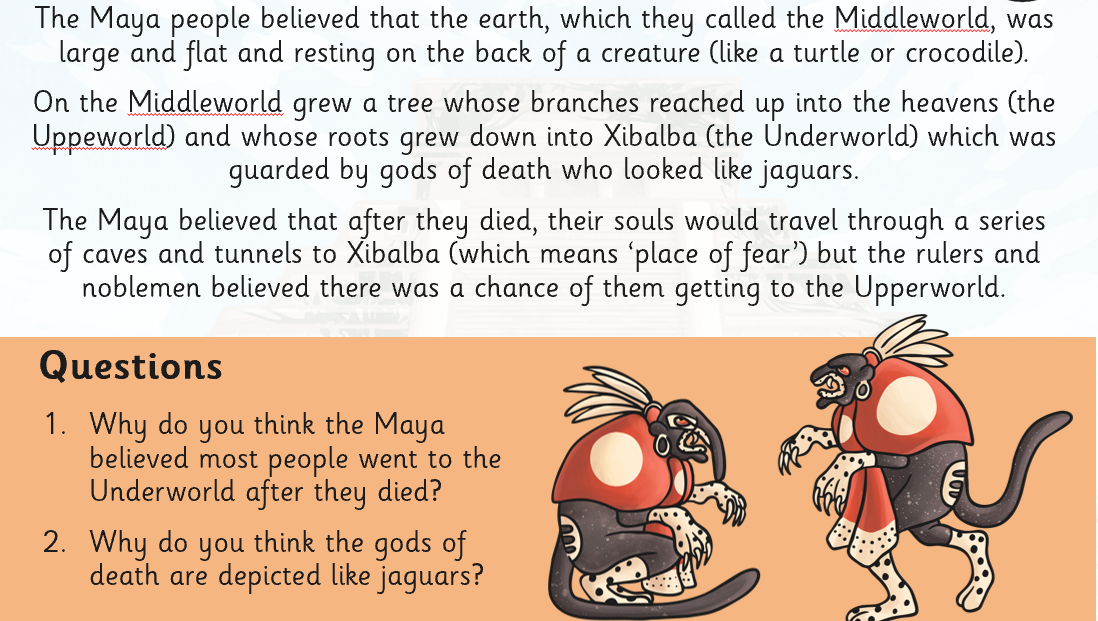 The Maya people believed that the earth, which they called the Middleworld, was
large and flat and resting on the back of a creature (like a turtle or crocodile).
On the Middleworld grew a tree whose branches reached up into the heavens (the
Uppeworld) and whose roots grew down into Xibalba (the Underworld) which was
guarded by gods of death who looked like jaguars.
The Maya believed that after they died, their souls would travel through a series
of caves and tunnels to Xibalba (which means ‘place of fear’) but the rulers and
noblemen believed there was a chance of them getting to the Upperworld.
Questions
1. Why do you think the Maya
believed most people went to the
Underworld after they died?
2. Why do you think the gods of
death are depicted like jaguars?